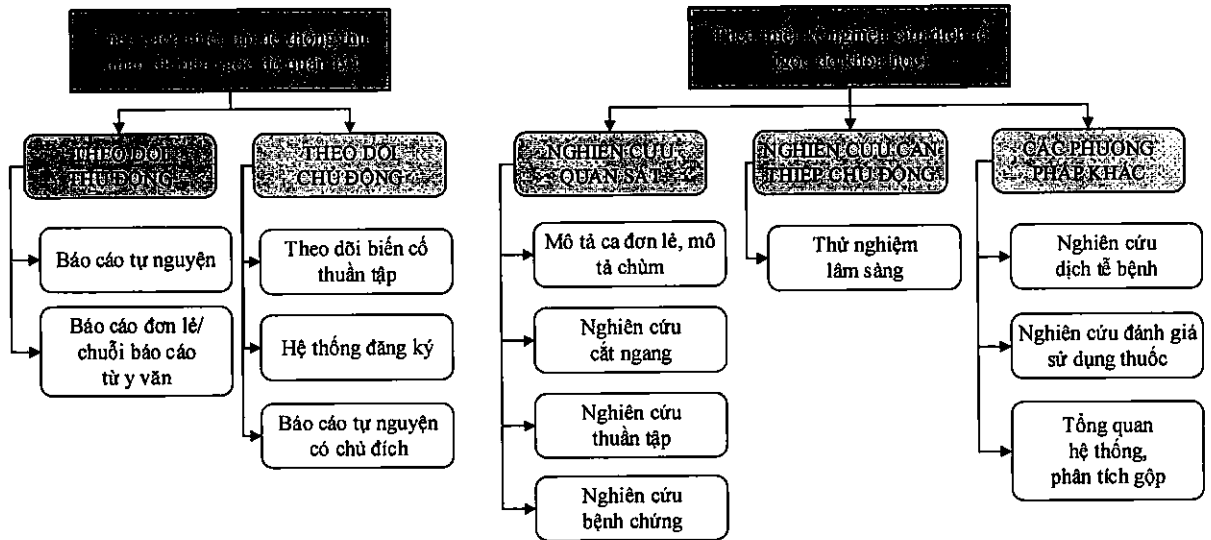 THEO DÕI
THỤ ĐỘNG
Báo cáo tự nguyện
Báo cáo đơn lẻ/
chuỗi báo cáo
từ y văn
THEO DÕI
CHỦ ĐỘNG
Theo dõi biến cố
thuần tập
Hệ thống đăng ký
Báo cáo tự nguyện
có chủ đích
NGHIÊN CỨU
QUAN SÁT
Mô tả ca đơn lẻ, mô
tả chùm
Nghiên cứu
cắt ngang
Nghiên cứu
thuần tập
Nghiên cứu
bệnh chứng
NGHIÊN CỨU CAN
THIỆP CHỦ ĐỘNG
Thử nghiệm
lâm sàng
CÁC PHƯƠNG
PHÁP KHÁC
Nghiên cứu
dịch tễ bệnh
Nghiên cứu đánh giá
sử dụng thuốc
Tổng quan
hệ thống,
phân tích gộp